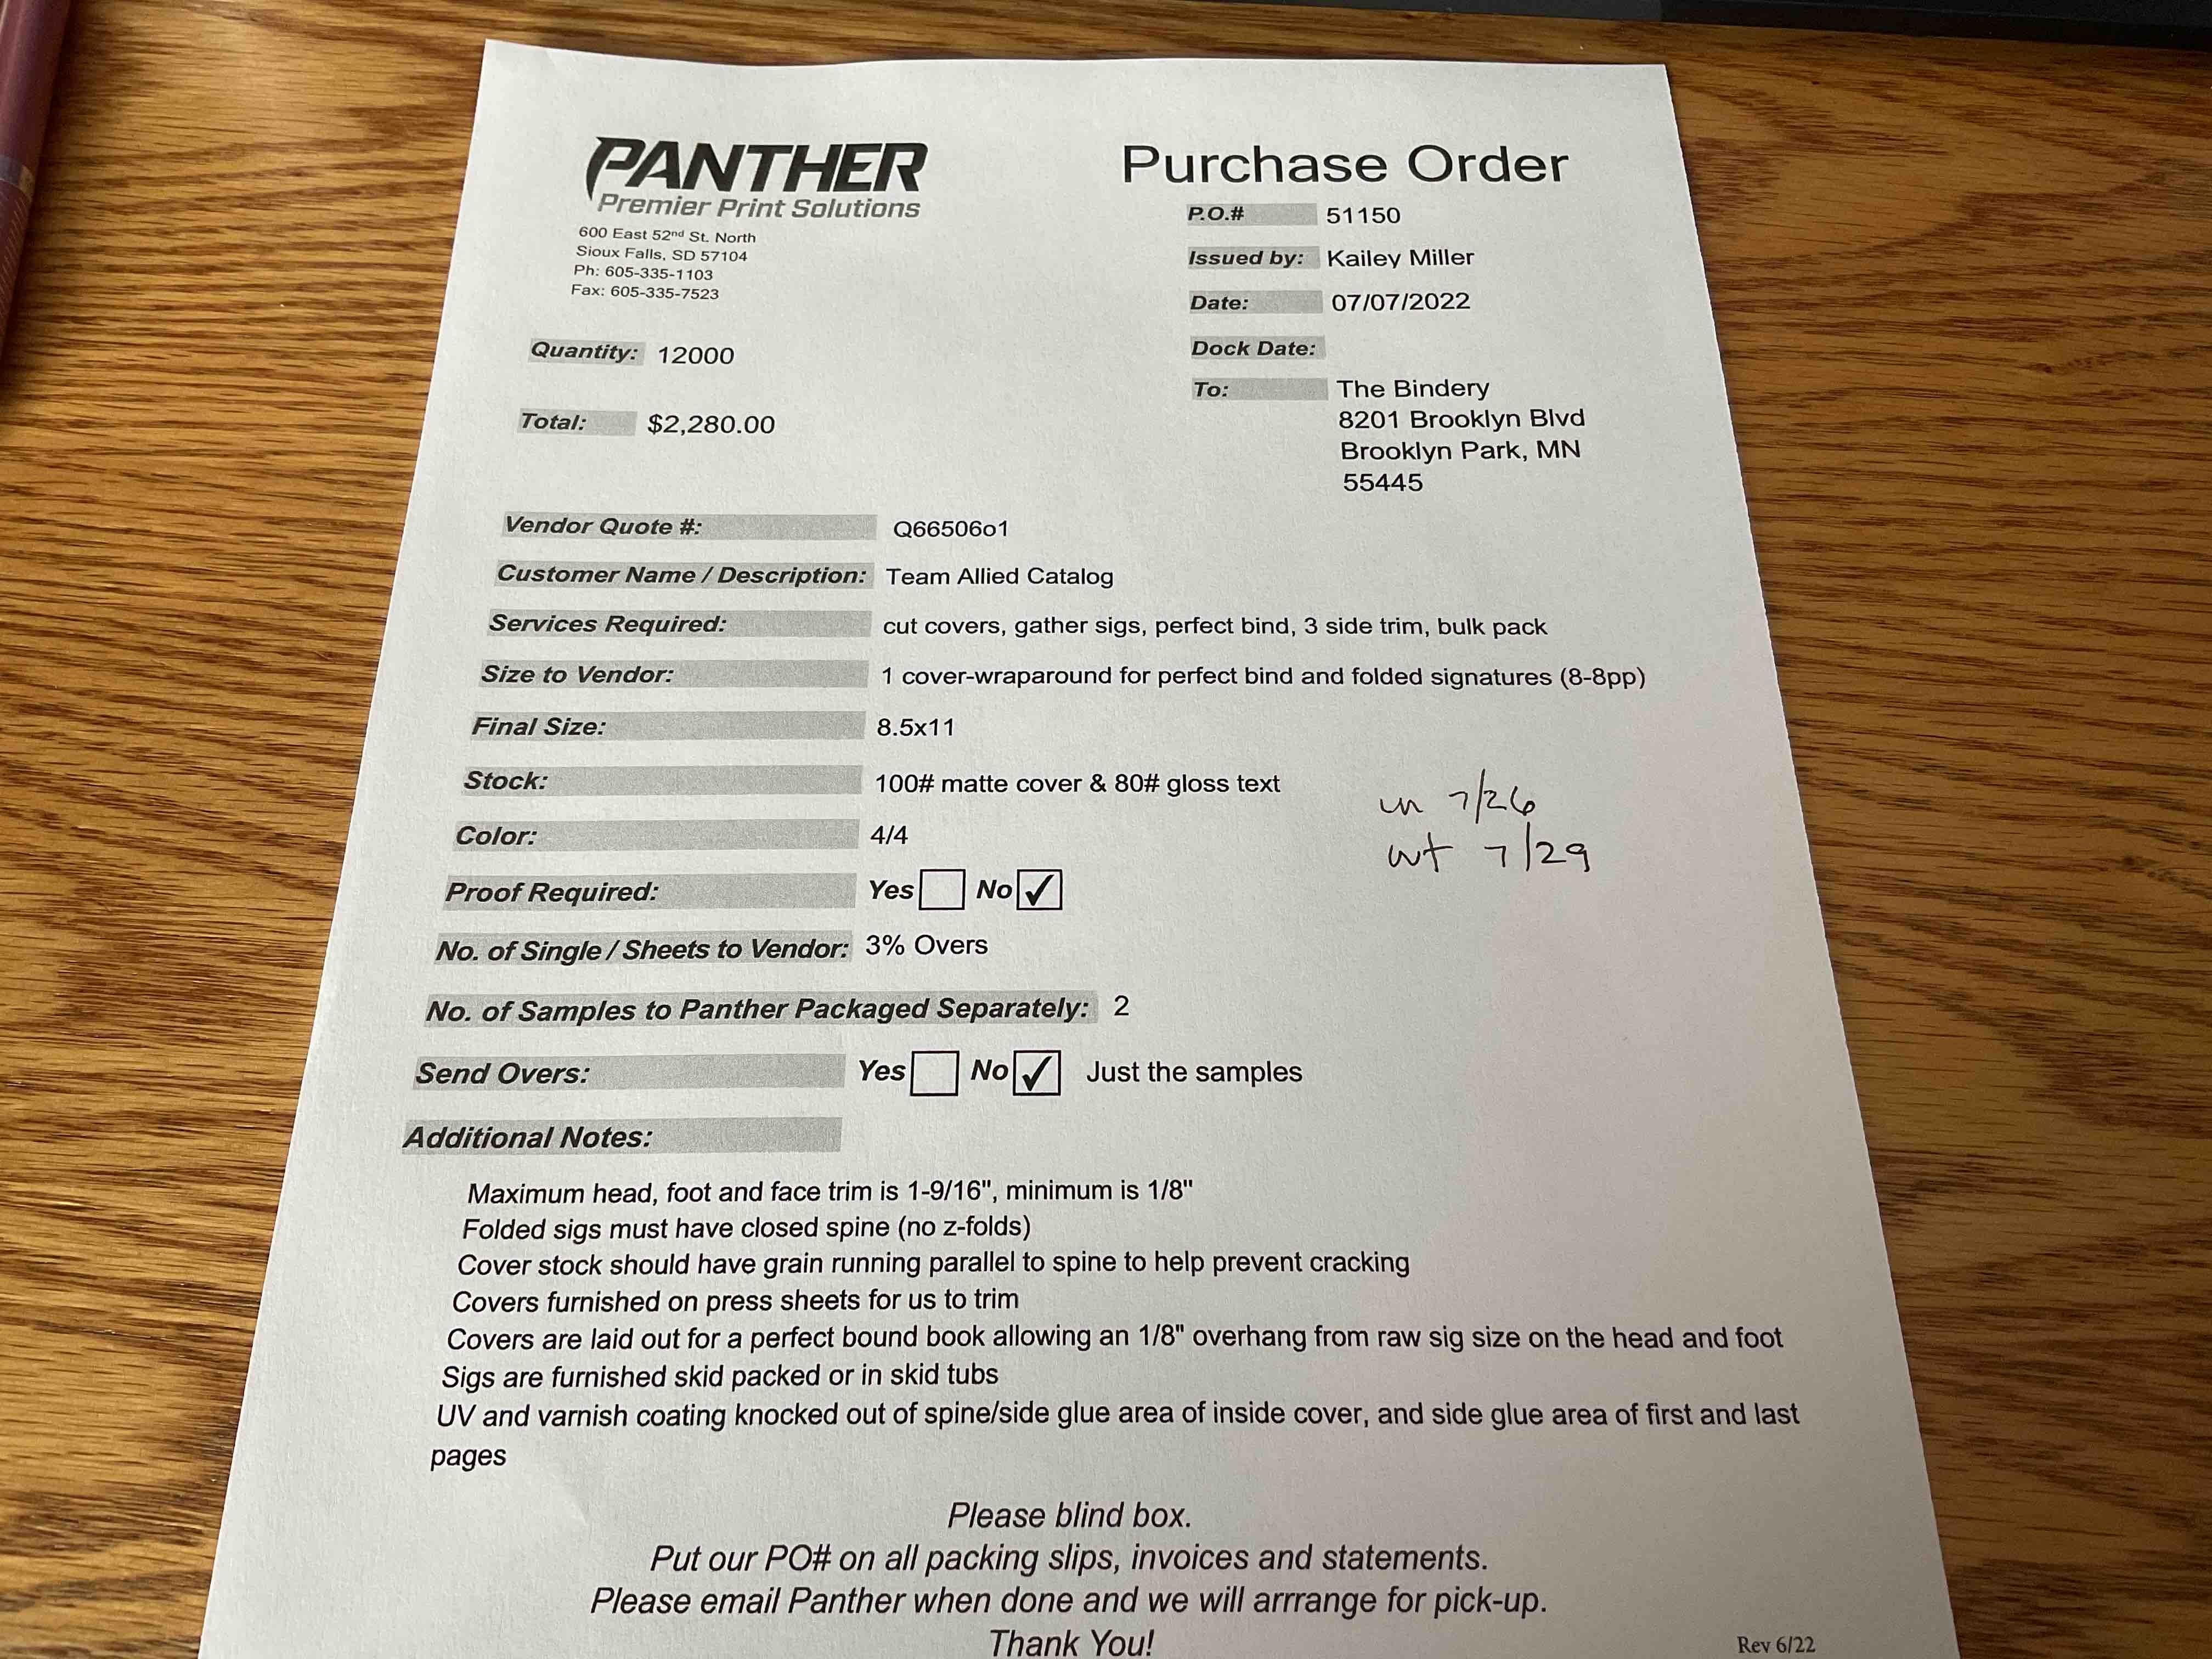 PANTHER
Premier Print Solutions
600 East 52nd St. North
Sioux Falls, SD 57104
Ph: 605-335-1103
Fax: 605-335-7523
Purchase Order
P.O.# 51150
Issued by: Kailey Miller
Date: 07/07/2022
Dock Date:
To: The Bindery
8201 Brooklyn Blvd
Brooklyn Park, MN
55445
Quantity: 12000
Total: $2,280.00
Vendor Quote #: Q66506o1
Customer Name / Description: Team Allied Catalog
Services Required: cut covers, gather sigs, perfect bind, 3 side trim, bulk pack
Size to Vendor: 1 cover-wraparound for perfect bind and folded signatures (8-8pp)
Final Size: 8.5x11
Stock: 100# matte cover & 80# gloss text
in 7/26
Color: 4/4
out 7/29
Proof Required: Yes No ✓
No. of Single / Sheets to Vendor: 3% Overs
No. of Samples to Panther Packaged Separately: 2
Send Overs: Yes No ✓ Just the samples
Additional Notes:
Maximum head, foot and face trim is 1-9/16", minimum is 1/8"
Folded sigs must have closed spine (no z-folds)
Cover stock should have grain running parallel to spine to help prevent cracking
Covers furnished on press sheets for us to trim
Covers are laid out for a perfect bound book allowing an 1/8" overhang from raw sig size on the head and foot
Sigs are furnished skid packed or in skid tubs
UV and varnish coating knocked out of spine/side glue area of inside cover, and side glue area of first and last
pages
Please blind box.
Put our PO# on all packing slips, invoices and statements.
Please email Panther when done and we will arrrange for pick-up.
Thank You!
Rev 6/22